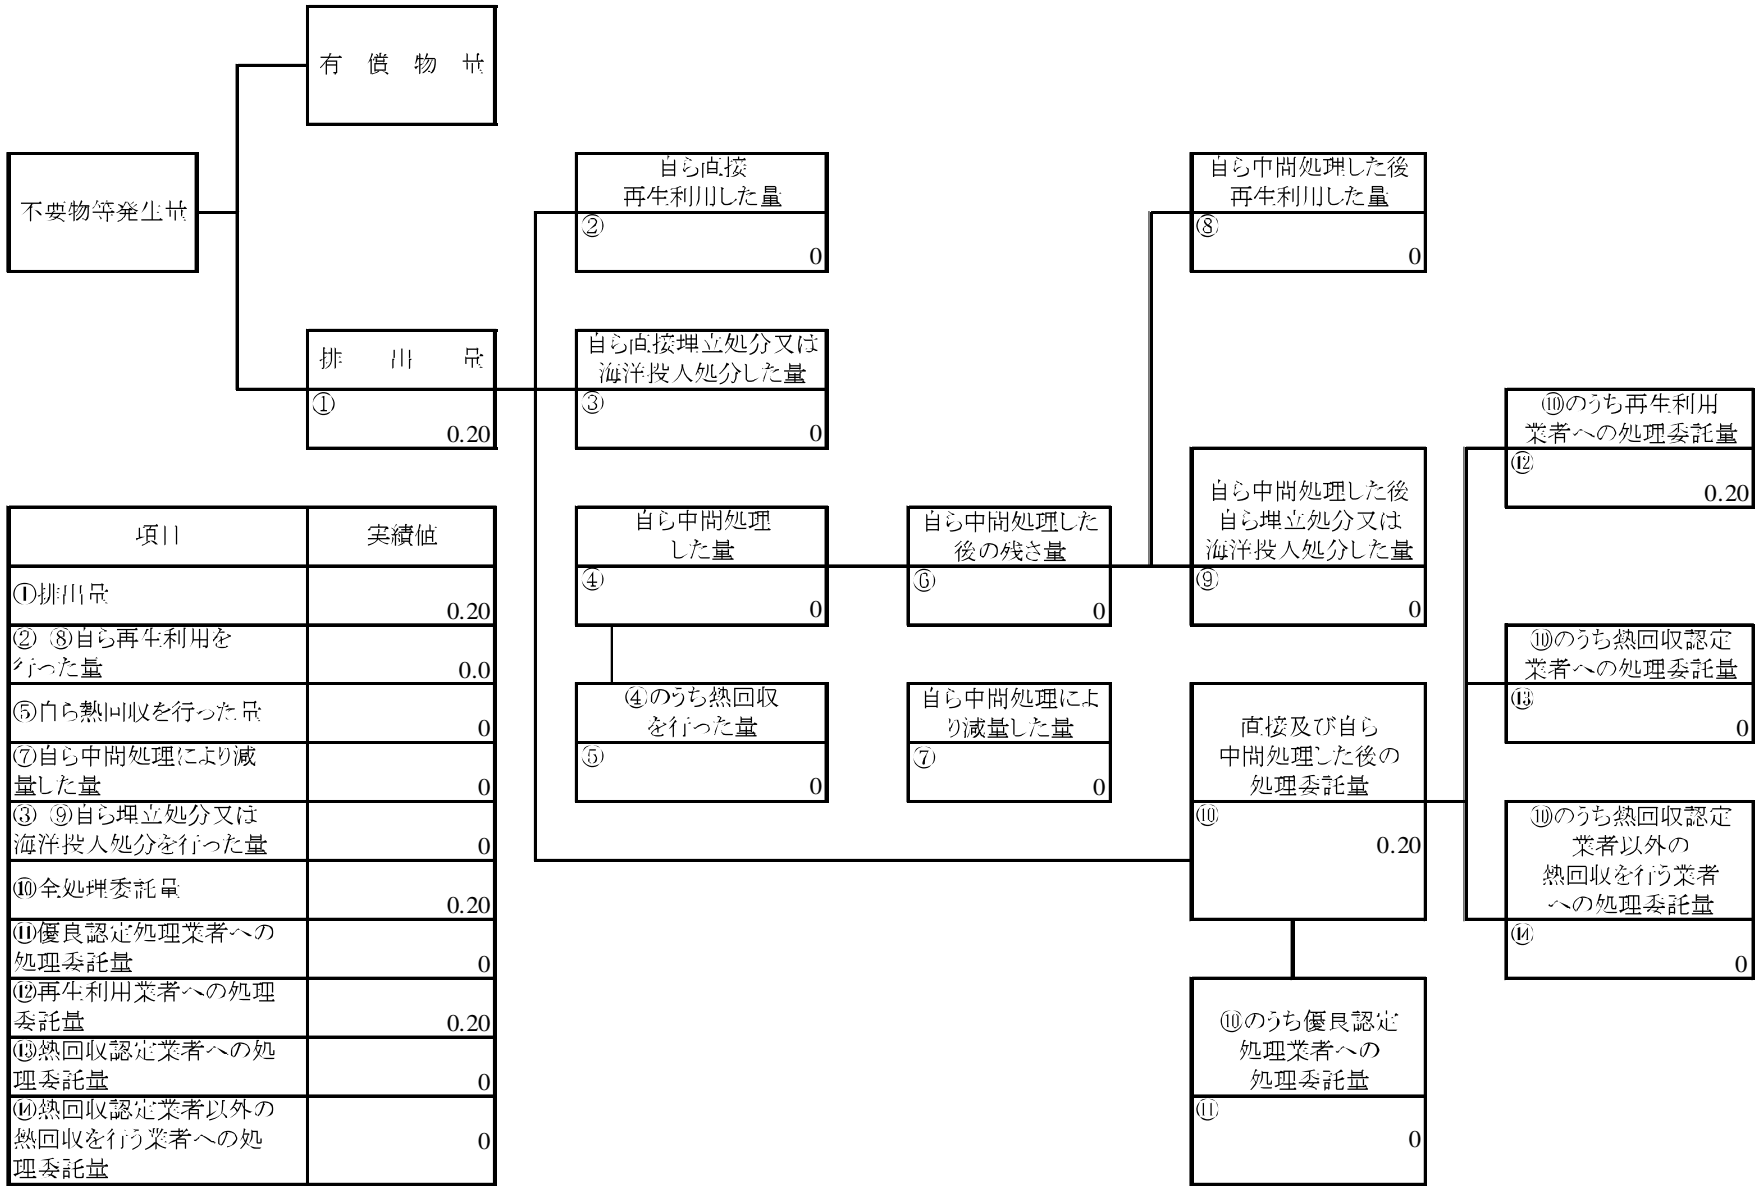 有償物量
不要物等発生量
自ら直接
再生利用した量
②
0
自ら中間処理した後
再生利用した量
⑧
0
排出量
①
0.20
自ら直接埋立処分又は
海洋投入処分した量
③
0
⑩のうち再生利用
業者への処理委託量
⑫
0.20
自ら中間処理
した量
④
0
自ら中間処理した
後の残さ量
⑥
0
自ら中間処理した後
自ら埋立処分又は
海洋投入処分した量
⑨
0
⑩のうち熱回収認定
業者への処理委託量
⑬
0
④のうち熱回収
を行った量
⑤
0
自ら中間処理によ
り減量した量
⑦
0
直接及び自ら
中間処理した後の
処理委託量
⑩
0.20
⑩のうち熱回収認定
業者以外の
熱回収を行う業者
への処理委託量
⑭
0
⑩のうち優良認定
処理業者への
処理委託量
⑪
0
項目 実績値
①排出量
0.20
② ⑧自ら再生利用を
行った量
0.0
⑤自ら熱回収を行った量
0
⑦自ら中間処理により減
量した量
0
③ ⑨自ら埋立処分又は
海洋投入処分を行った量
0
⑩全処理委託量
0.20
⑪優良認定処理業者への
処理委託量
0
⑫再生利用業者への処理
委託量
0.20
⑬熱回収認定業者への処
理委託量
0
⑭熱回収認定業者以外の
熱回収を行う業者への処
理委託量
0